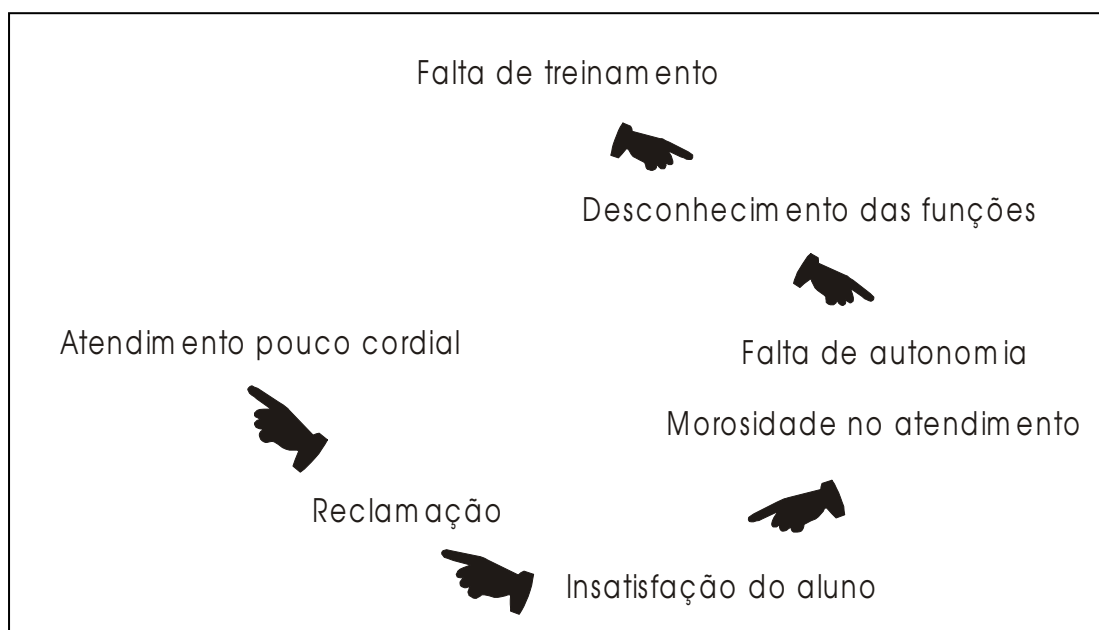 Falta de treinamento
Desconhecimento das funções
Atendimento pouco cordial
Falta de autonomia
Morosidade no atendimento
Reclamação
Insatisfação do aluno